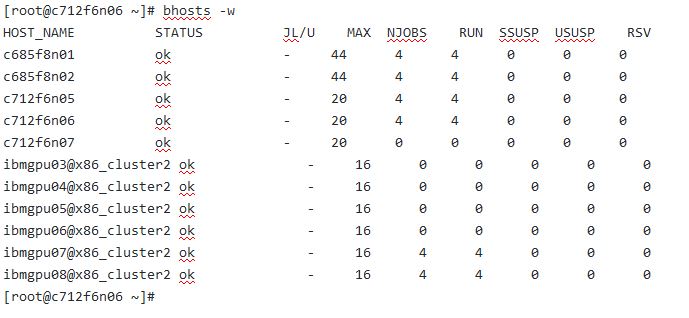 [root@c712f6n06 ~]# bhosts -w
HOST_NAME STATUS JL/U MAX NJOBS RUN SSUSP USUSP RSV
c685f8n01 ok - 44 4 4 0 0 0
c685f8n02 ok - 44 4 4 0 0 0
c712f6n05 ok - 20 4 4 0 0 0
c712f6n06 ok - 20 4 4 0 0 0
c712f6n07 ok - 20 0 0 0 0 0
ibmgpu03@x86_cluster2 ok - 16 0 0 0 0 0
ibmgpu04@x86_cluster2 ok - 16 0 0 0 0 0
ibmgpu05@x86_cluster2 ok - 16 0 0 0 0 0
ibmgpu06@x86_cluster2 ok - 16 0 0 0 0 0
ibmgpu07@x86_cluster2 ok - 16 4 4 0 0 0
ibmgpu08@x86_cluster2 ok - 16 4 4 0 0 0
[root@c712f6n06 ~]#